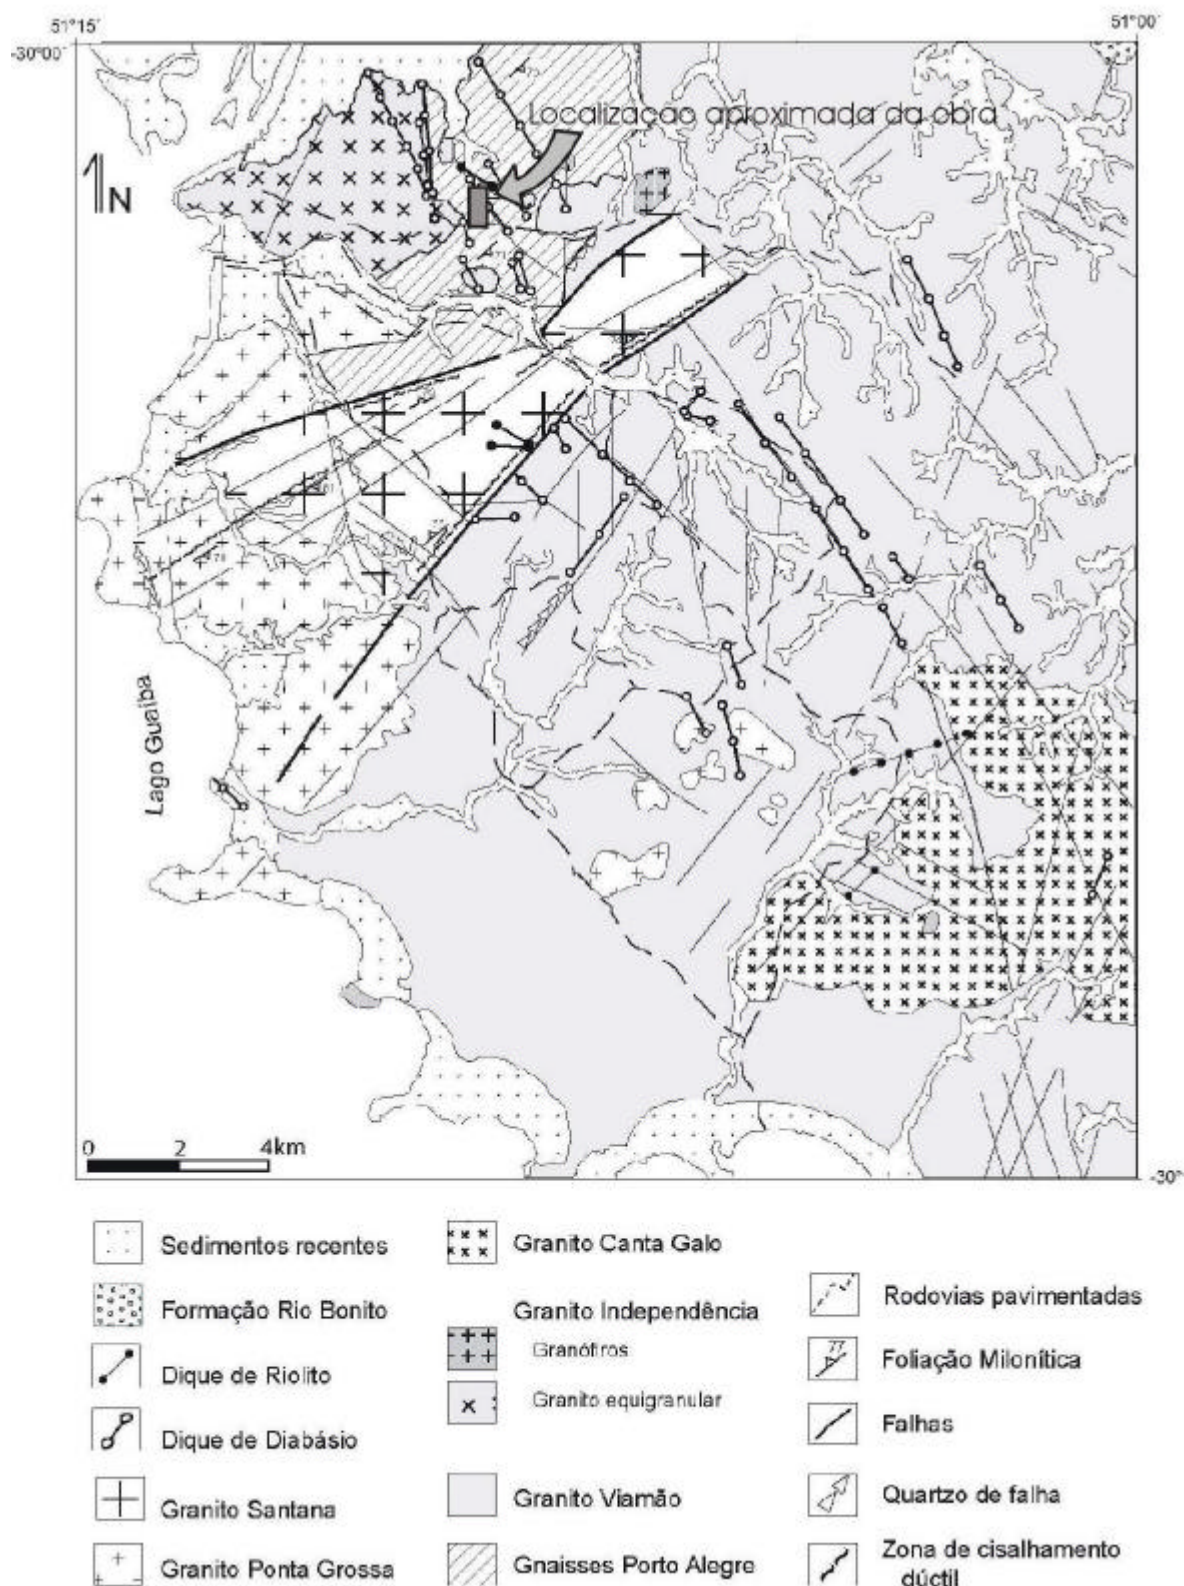 51°15´
51°00´
-30°00´
Localização aproximada da obra
N
Lago Guaíba
0 2 4km
-30°
Sedimentos recentes
Formação Rio Bonito
Dique de Riolito
Dique de Diabásio
Granito Santana
Granito Ponta Grossa
Granito Canta Galo
Granito Independência
Granófiros
Granito equigranular
Granito Viamão
Gnaisses Porto Alegre
Rodovias pavimentadas
77
Foliação Milonítica
Falhas
Quartzo de falha
Zona de cisalhamento
dúctil